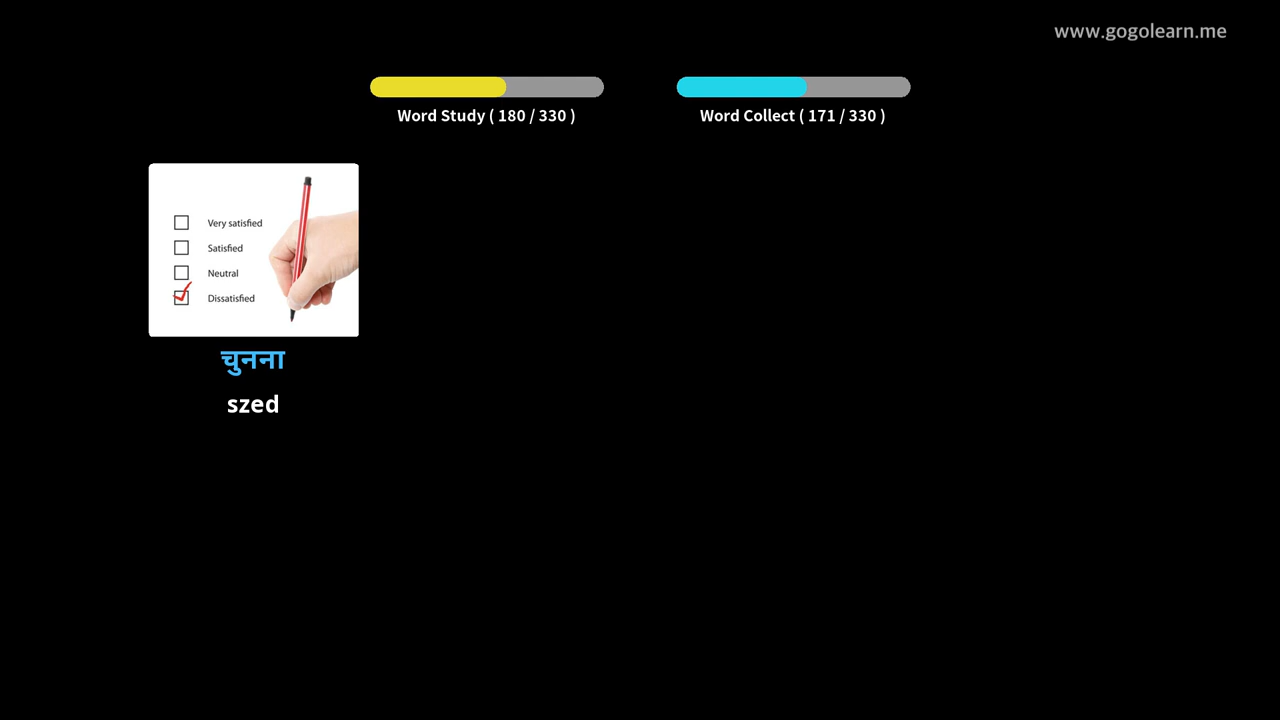 www.gogolearn.me
Word Study ( 180 / 330 )
Word Collect ( 171 / 330 )
Very satisfied
Satisfied
Neutral
Dissatisfied
चुनना
szed